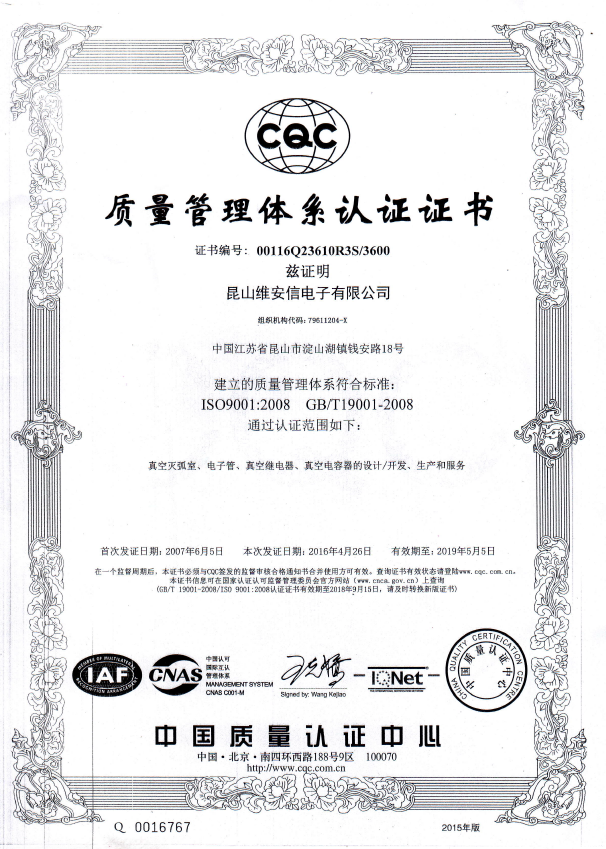 CQC
质量管理体系认证证书
证书编号：00116Q23610R3S/3600
兹证明
昆山维安信电子有限公司
组织机构代码：79611204-X
中国江苏省昆山市淀山湖镇钱安路18号
建立的质量管理体系符合标准：
ISO9001:2008 GB/T19001-2008
通过认证范围如下：
真空灭弧室、电子管、真空继电器、真空电容器的设计/开发、生产和服务
首次发证日期：2007年6月5日 本次发证日期：2016年4月26日 有效期至：2019年5月5日
在一个监督周期后，本证书必须与CQC签发的监督审核合格通知书合并使用方可有效。查询证书有效状态请登陆www.cqc.com.cn。
本证书信息可在国家认证认可监督管理委员会官方网站（www.cnca.gov.cn）上查询
(GB/T 19001-2008/ISO 9001:2008认证证书有效期至2018年9月15日，请及时转换新版证书)
MEMBER OF MULTILATERAL
IAF
RECOGNITION ARRANGEMENT
CNAS
中国认可
国际互认
管理体系
MANAGEMENT SYSTEM
CNAS C001-M
Signed by: Wang Kejiao
IQNet
THE INTERNATIONAL CERTIFICATION NETWORK
CHINA QUALITY CERTIFICATION CENTRE
中国质量认证中心
中国质量认证中心
中国·北京·南四环西路188号9区 100070
http://www.cqc.com.cn
Q 0016767
2015年版